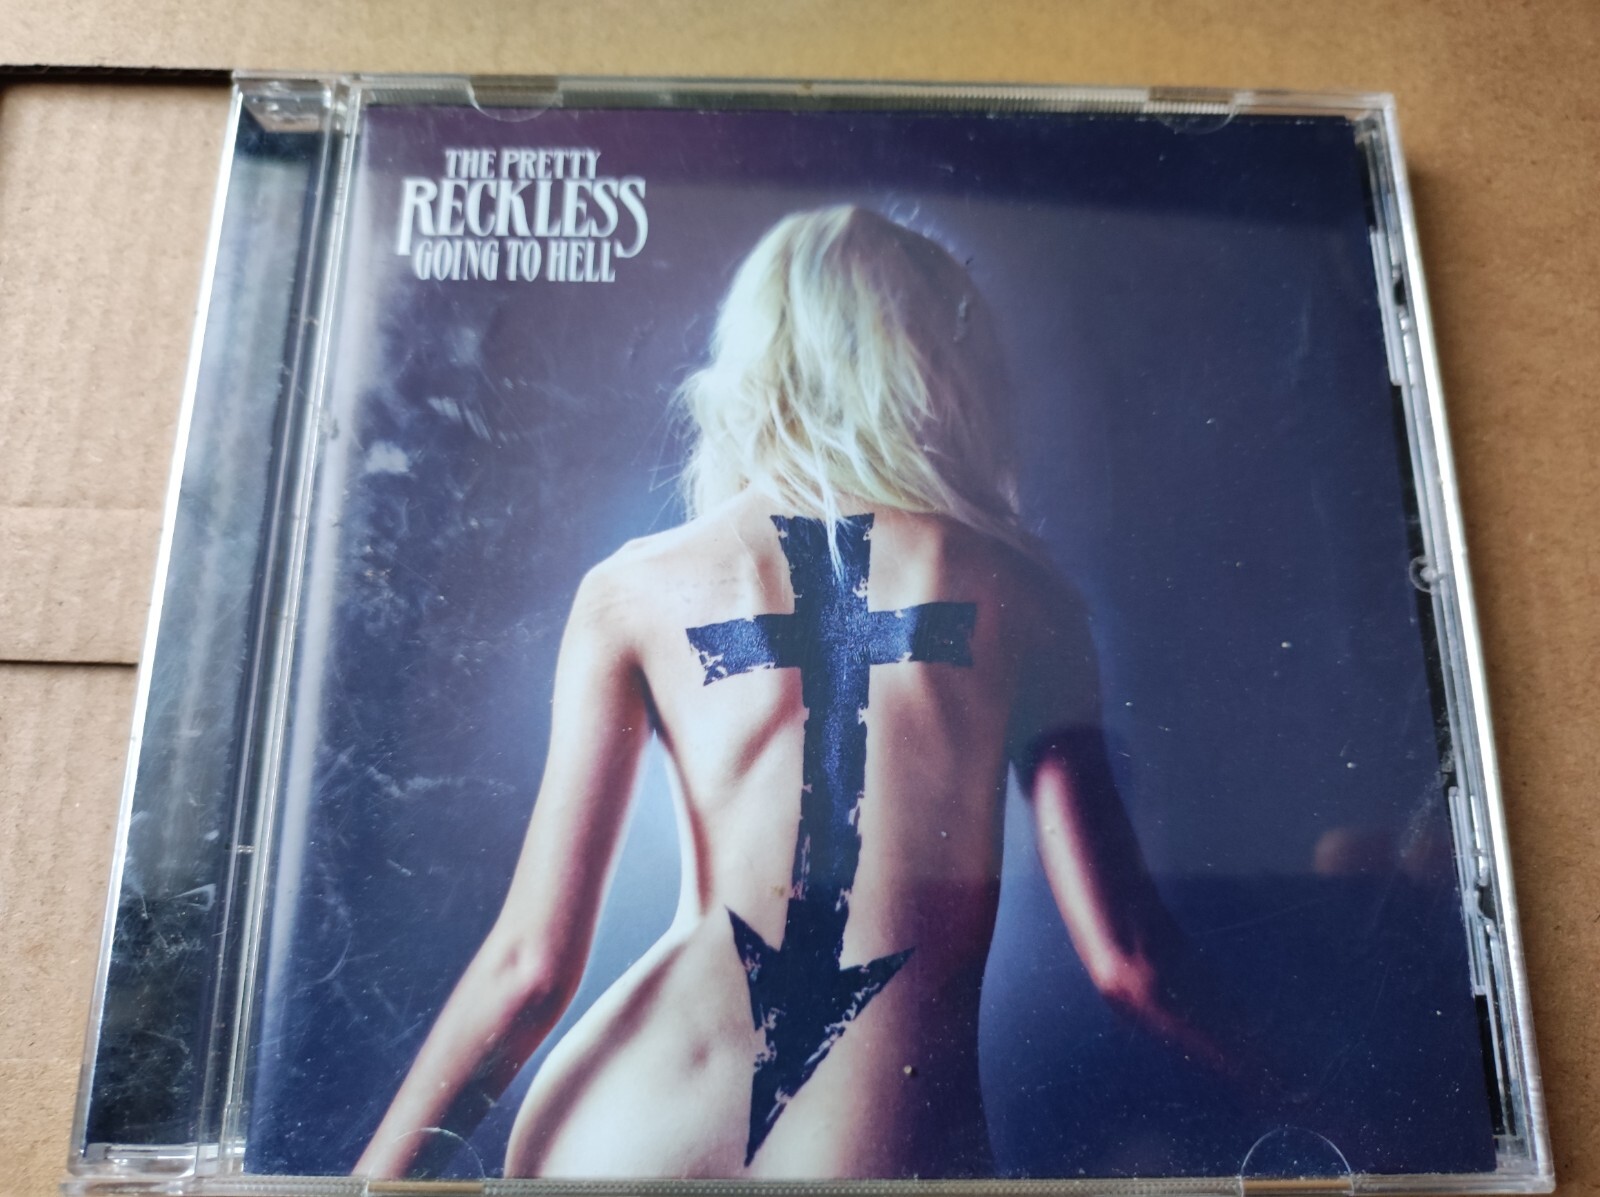 THE PRETTY
RECKLESS
GOING TO HELL